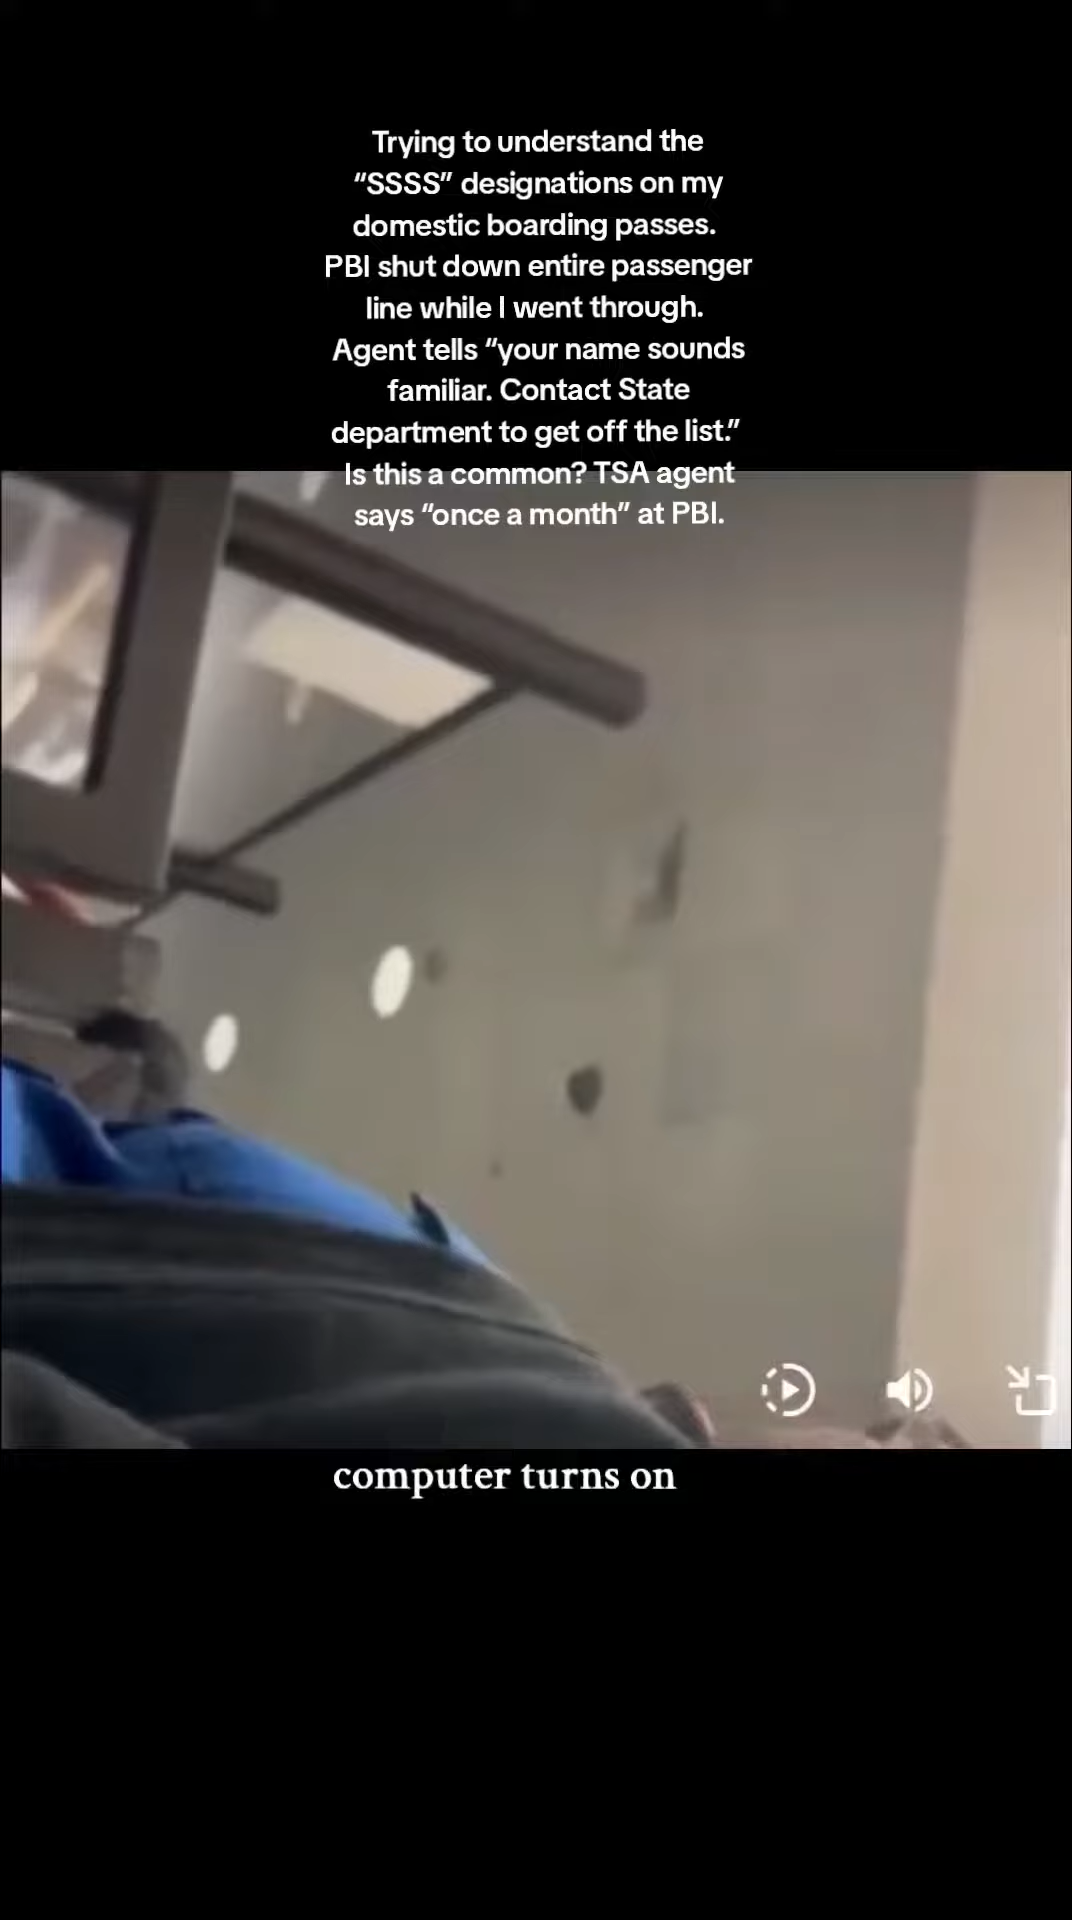 Trying to understand the
“SSSS” designations on my
domestic boarding passes.
PBI shut down entire passenger
line while I went through.
Agent tells “your name sounds
familiar. Contact State
department to get off the list.”
Is this a common? TSA agent
says “once a month” at PBI.
computer turns on